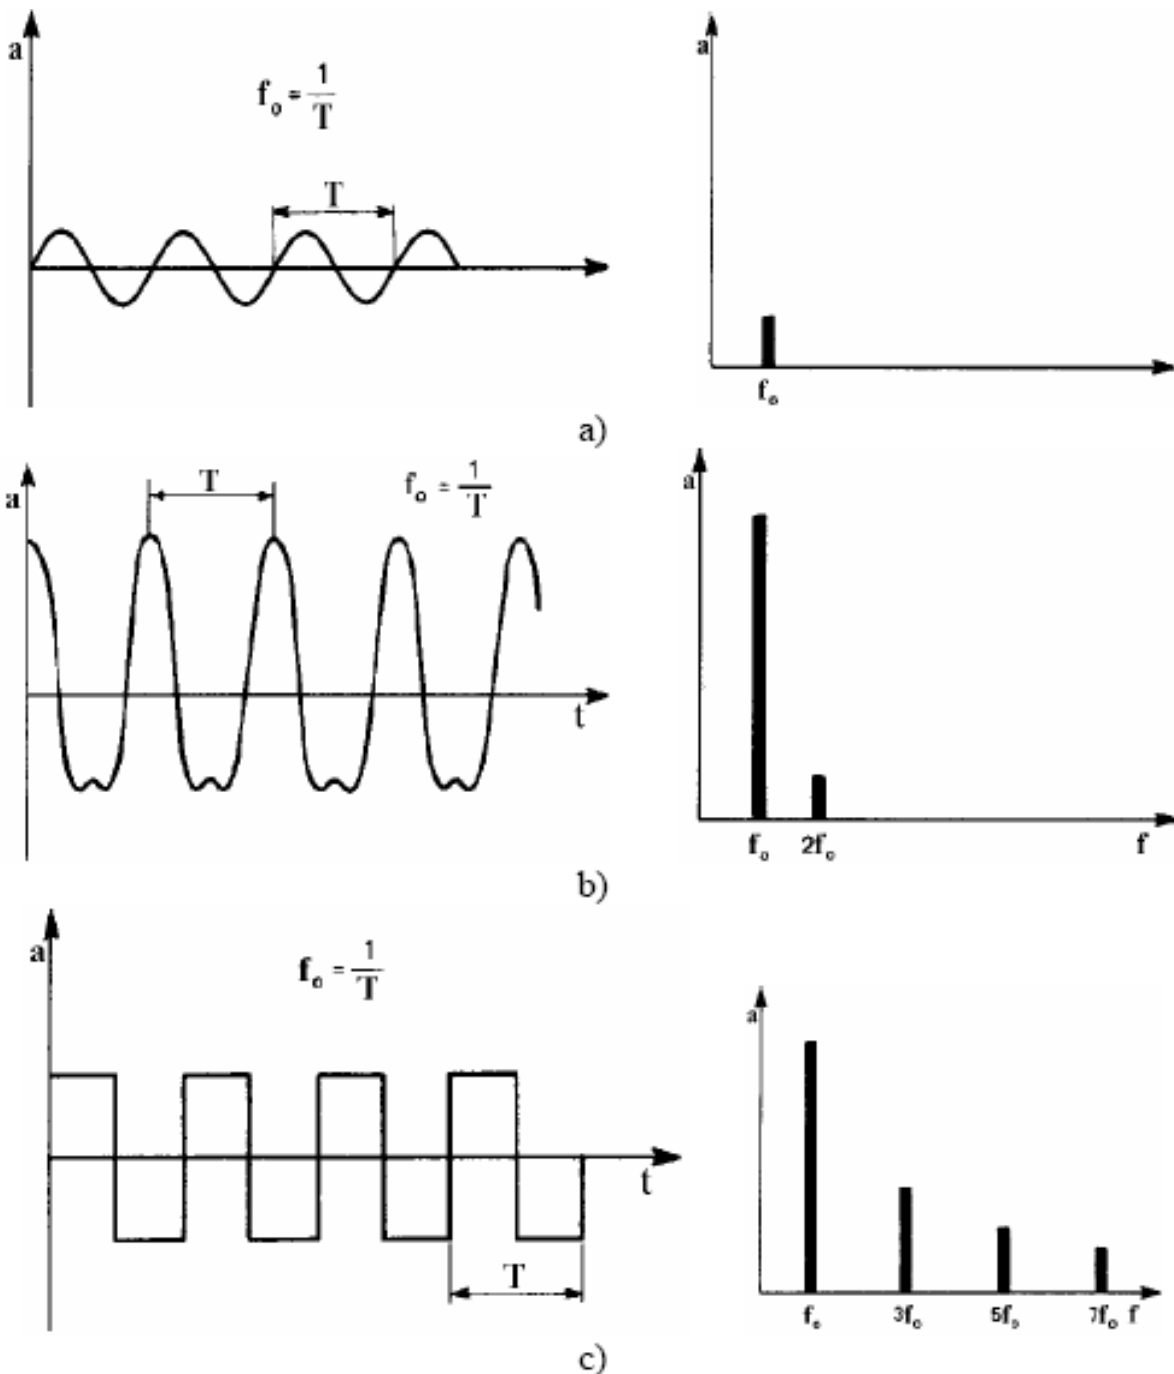 a
f₀ = 1/T
T
a
f₀
a)
a
T
f₀ = 1/T
t
a
f₀ 2f₀ f
b)
a
f₀ = 1/T
t
T
a
f₀ 3f₀ 5f₀ 7f₀ f
c)